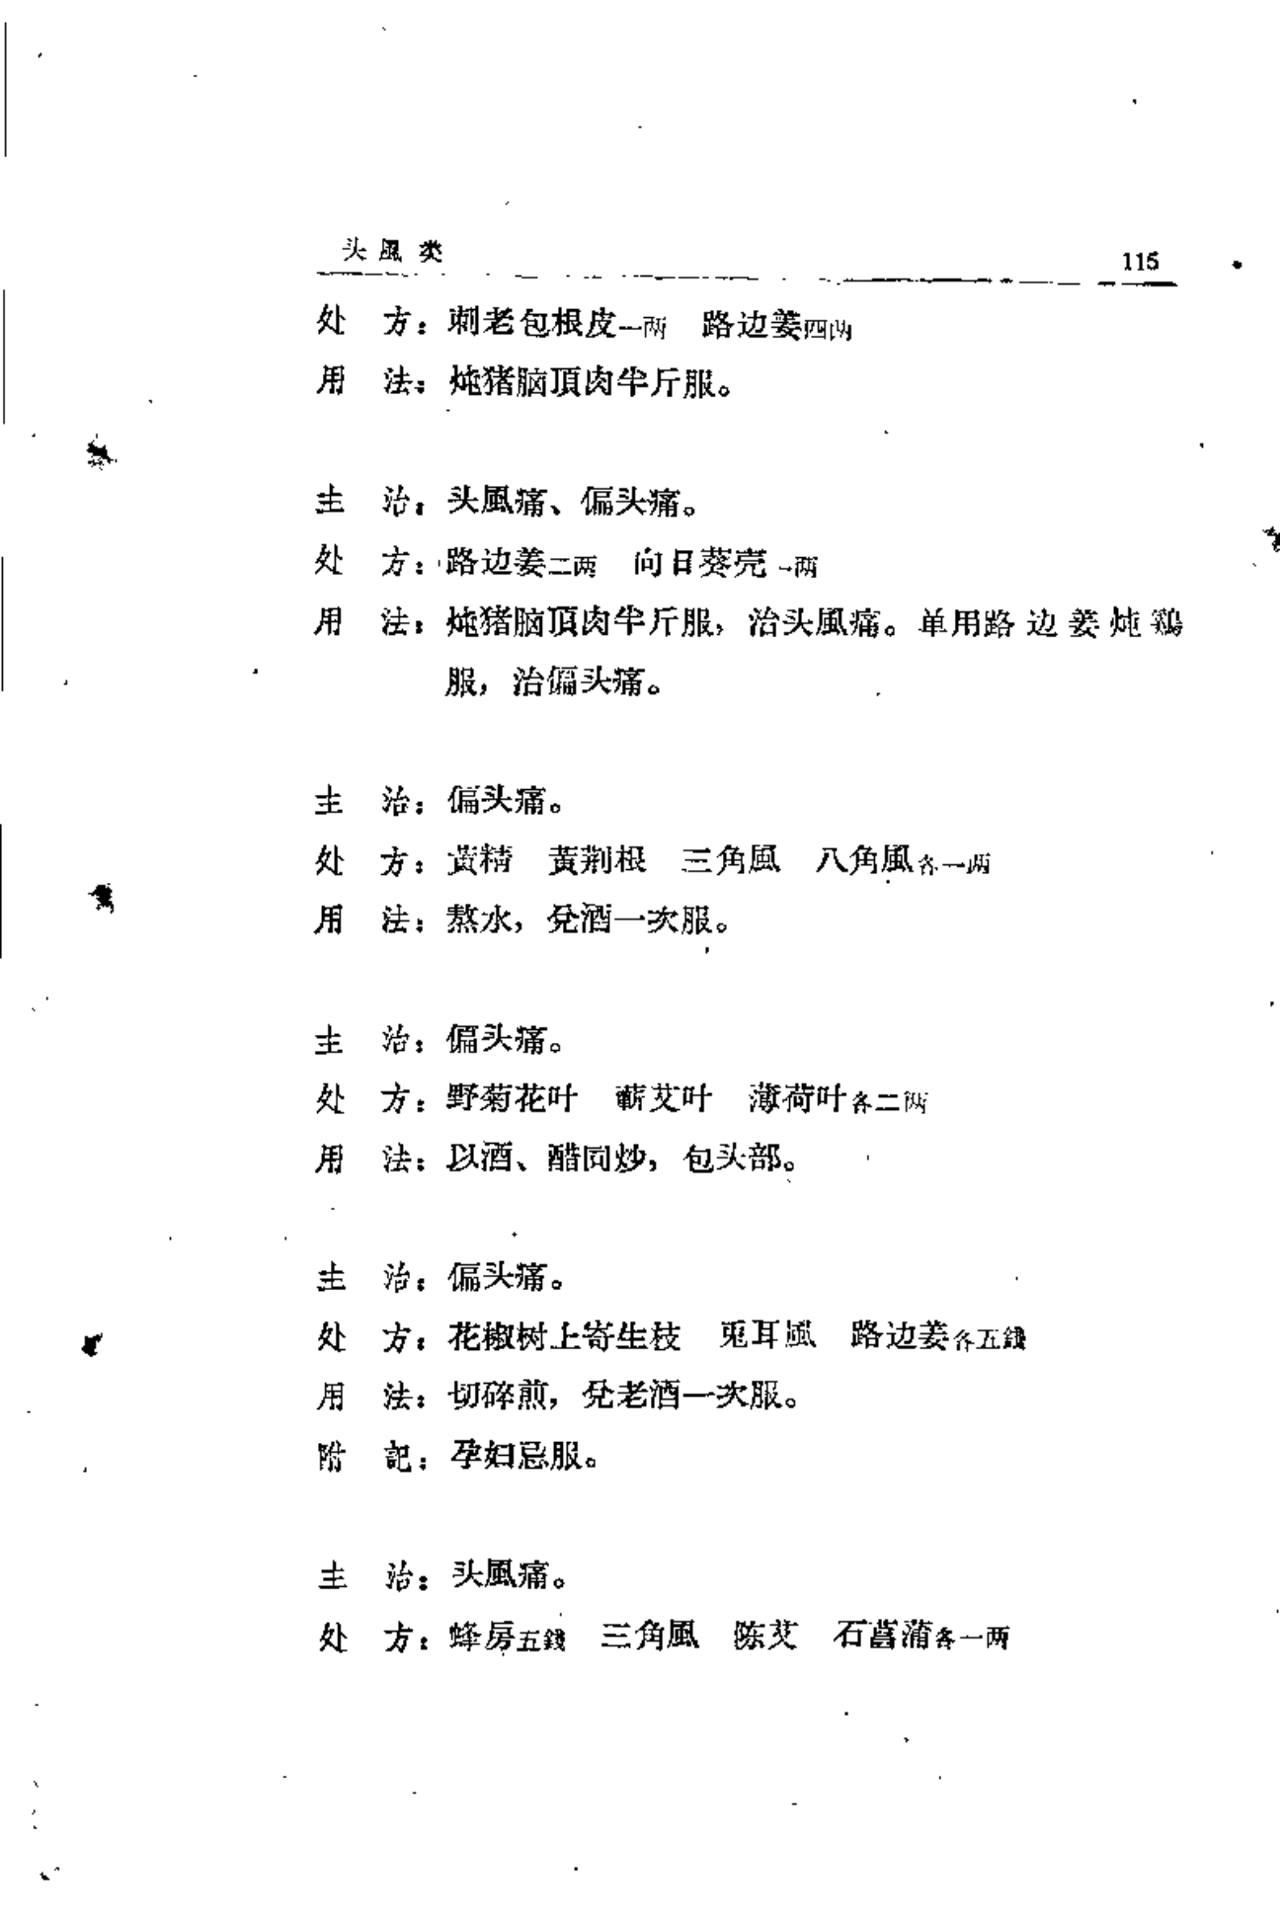 头風类
115
处　方：刺老包根皮一两　路边姜四两
用　法：炖猪脑頂肉半斤服。
主　治：头風痛、偏头痛。
处　方：路边姜二两　向日葵壳一两
用　法：炖猪脑頂肉半斤服，治头風痛。单用路边姜炖鷄
服，治偏头痛。
主　治：偏头痛。
处　方：黄精　黄荆根　三角風　八角風各一两
用　法：熬水，兑酒一次服。
主　治：偏头痛。
处　方：野菊花叶　蘄艾叶　薄荷叶各二两
用　法：以酒、醋同炒，包头部。
主　治：偏头痛。
处　方：花椒树上寄生枝　兎耳風　路边姜各五錢
用　法：切碎煎，兑老酒一次服。
附　記：孕妇忌服。
主　治：头風痛。
处　方：蜂房五錢　三角風　陈艾　石菖蒲各一两